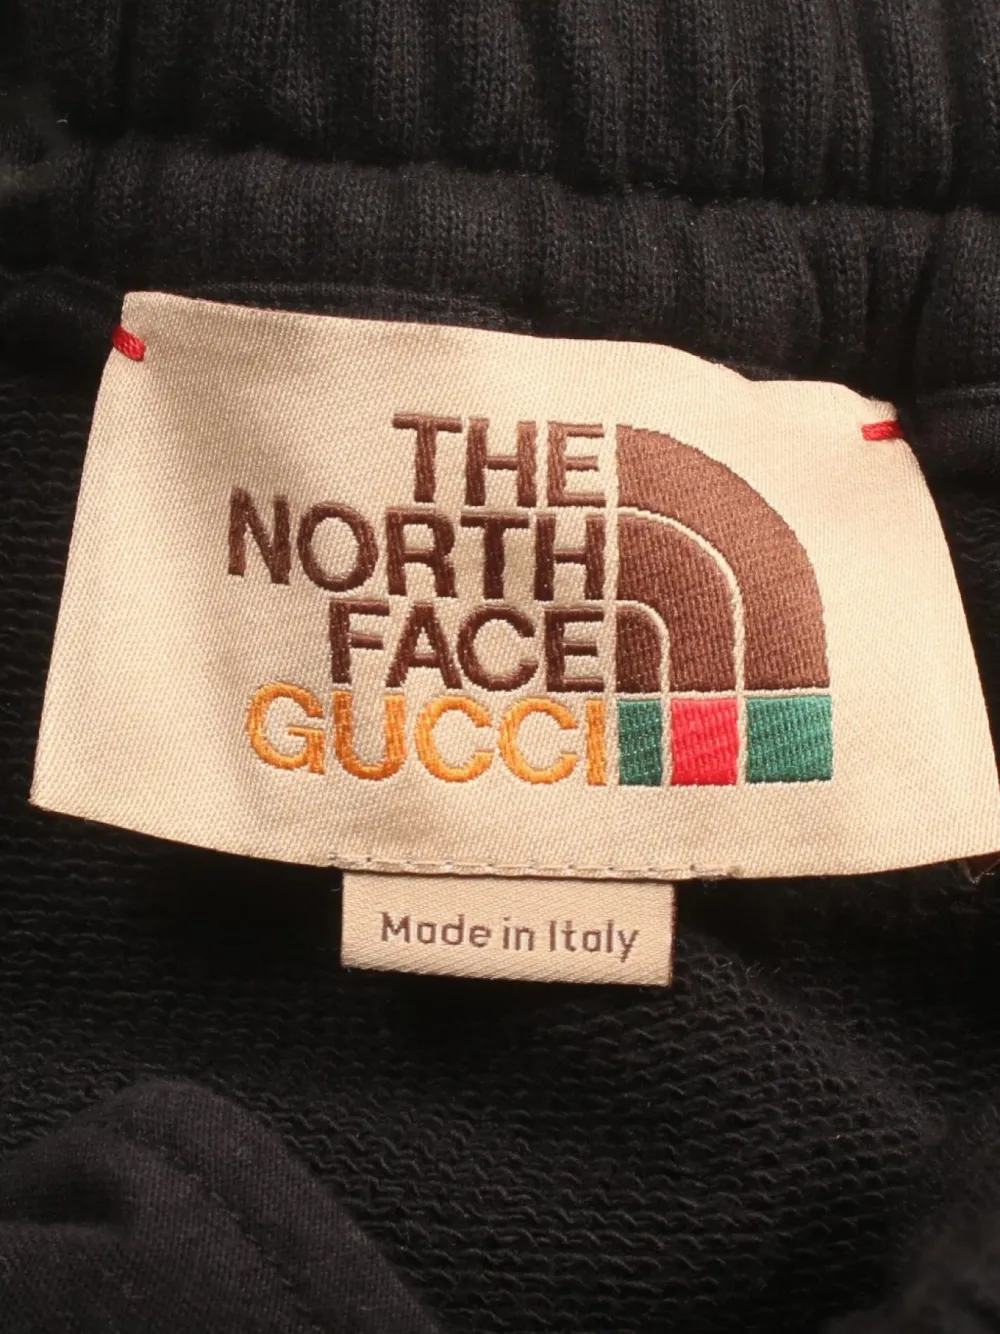 THE
NORTH
FACE
GUCCI
Made in Italy